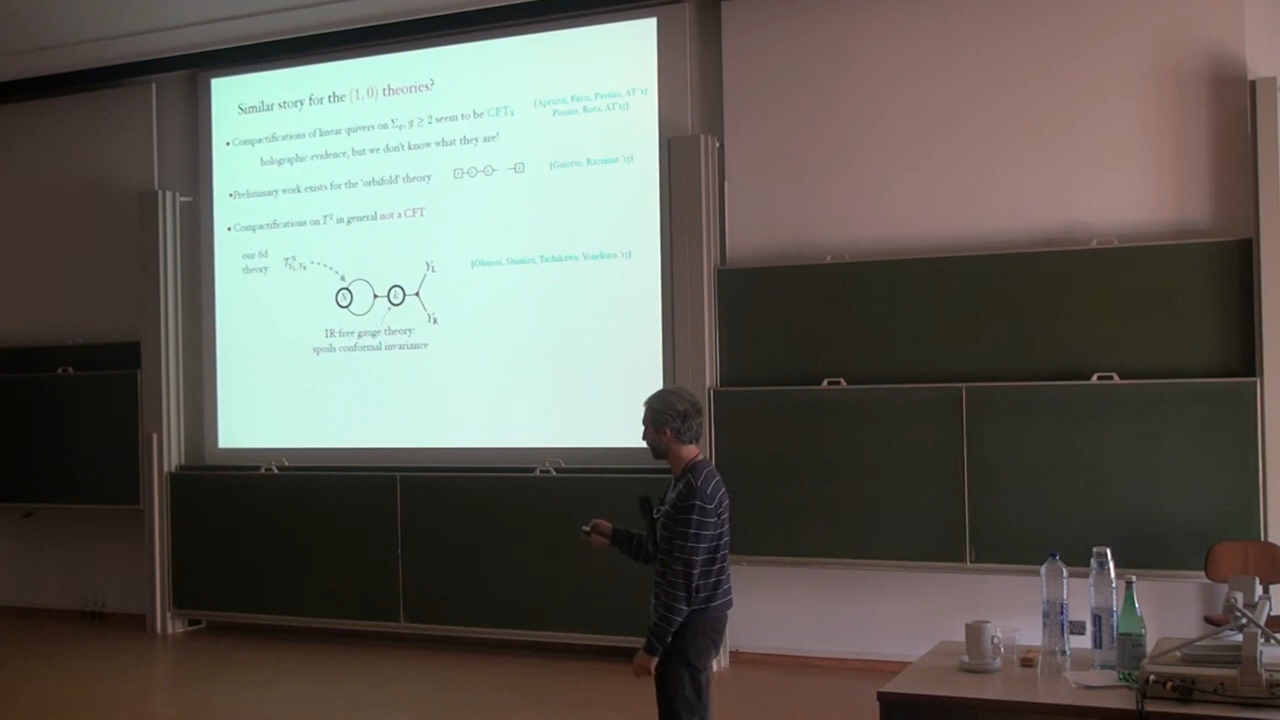 Similar story for the (1, 0) theories?
• Compactifications of linear quivers on Σg, g ≥ 2 seem to be CFT4
[Apruzzi, Fazzi, Passias, AT '15
Passias, Rota, AT '15]
holographic evidence, but we don't know what they are!
• Preliminary work exists for the 'orbifold' theory
[Gaiotto, Razamat '15]
• Compactifications on T² in general not a CFT
our 6d
theory
[Ohmori, Shimizu, Tachikawa, Yonekura '15]
N
k
YL
YR
IR-free gauge theory:
spoils conformal invariance